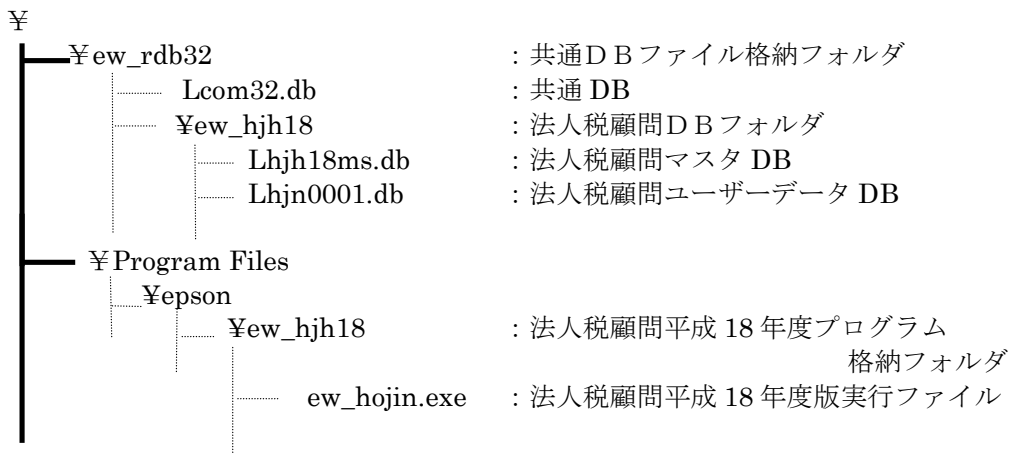 ￥
￥ew_rdb32 : 共通ＤＢファイル格納フォルダ
Lcom32.db : 共通 DB
￥ew_hjh18 : 法人税顧問ＤＢフォルダ
Lhjh18ms.db : 法人税顧問マスタ DB
Lhjn0001.db : 法人税顧問ユーザーデータ DB
￥Program Files
￥epson
￥ew_hjh18 : 法人税顧問平成 18 年度プログラム
格納フォルダ
ew_hojin.exe : 法人税顧問平成 18 年度版実行ファイル